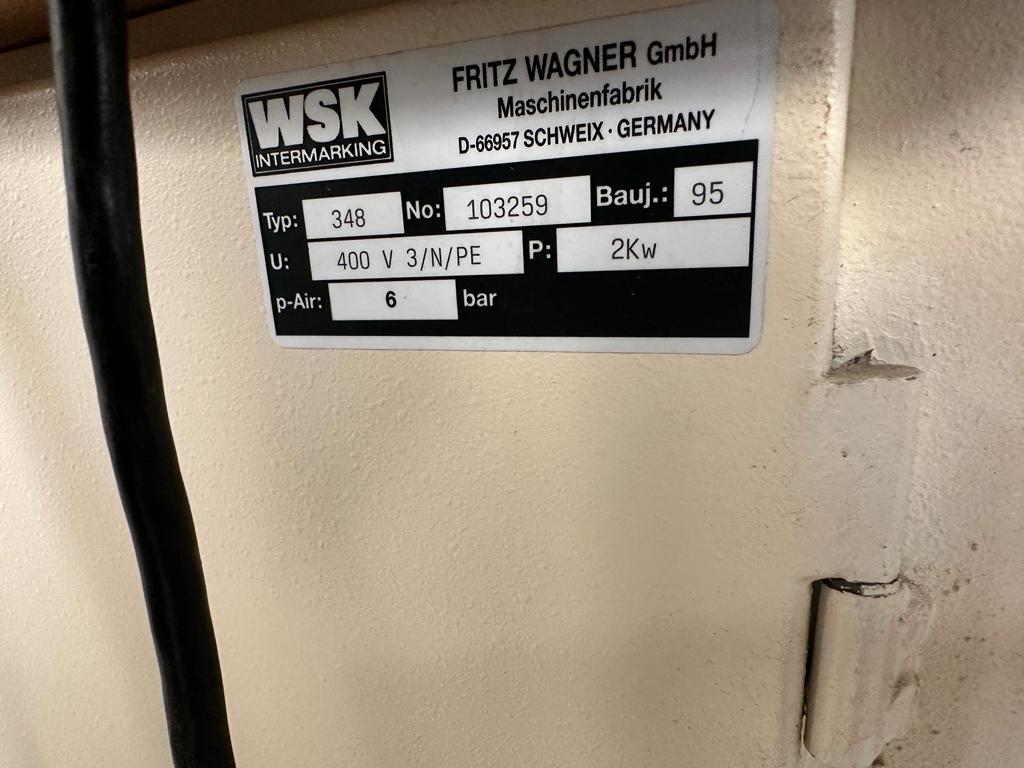 WSK
INTERMARKING
FRITZ WAGNER GmbH
Maschinenfabrik
D-66957 SCHWEIX · GERMANY
Typ: 348 No: 103259 Bauj.: 95
U: 400 V 3/N/PE P: 2Kw
p-Air: 6 bar